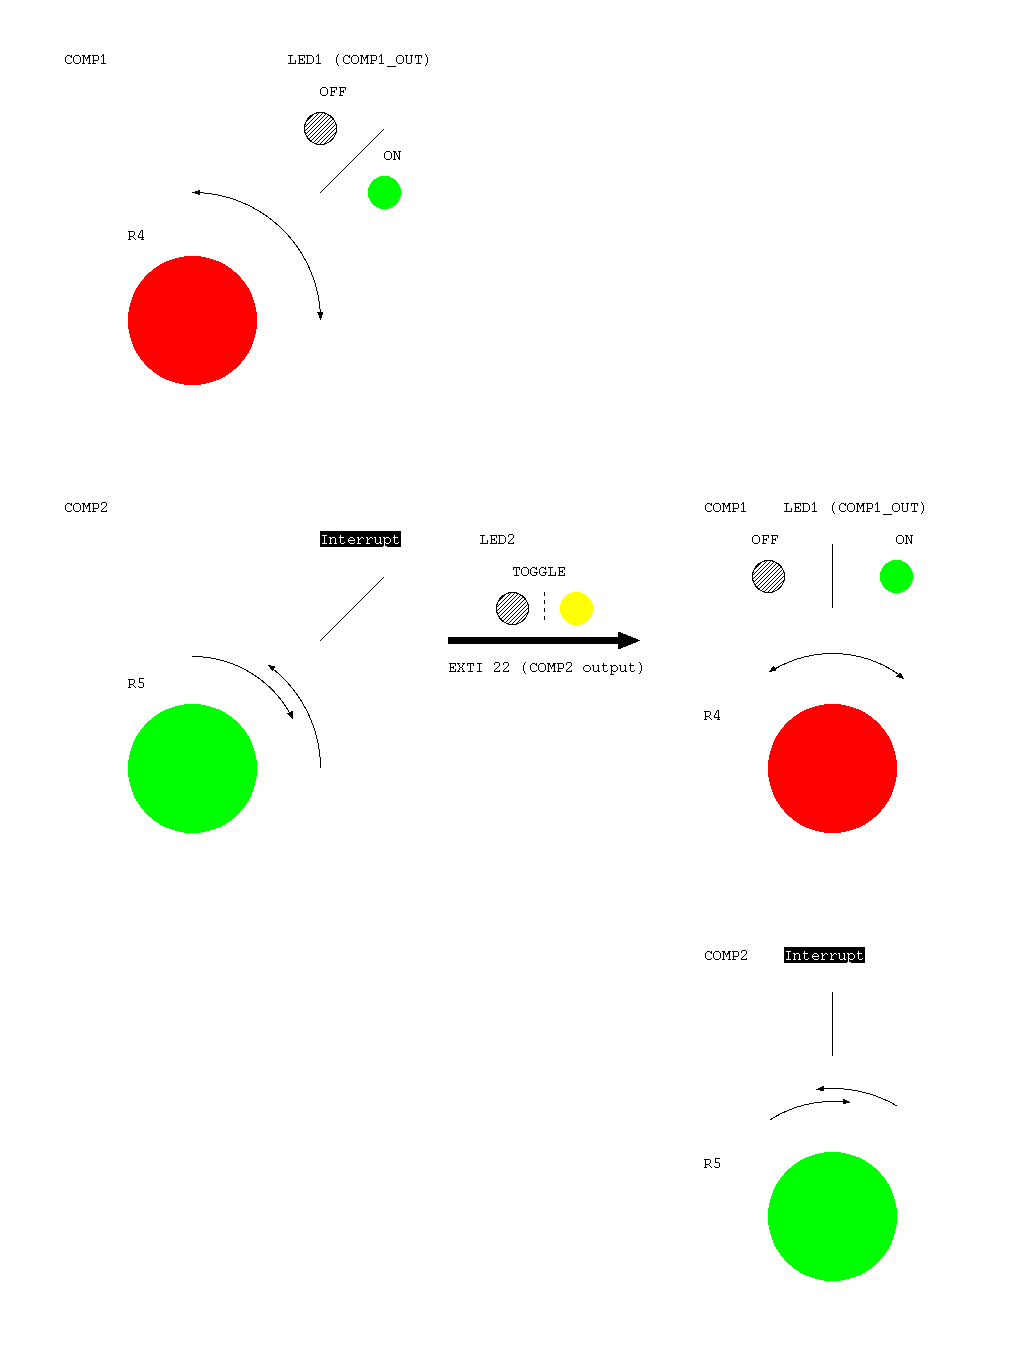 COMP1
LED1 (COMP1_OUT)
OFF
ON
R4
COMP2
COMP1
LED1 (COMP1_OUT)
Interrupt
LED2
OFF
ON
TOGGLE
EXTI 22 (COMP2 output)
R5
R4
COMP2
Interrupt
R5